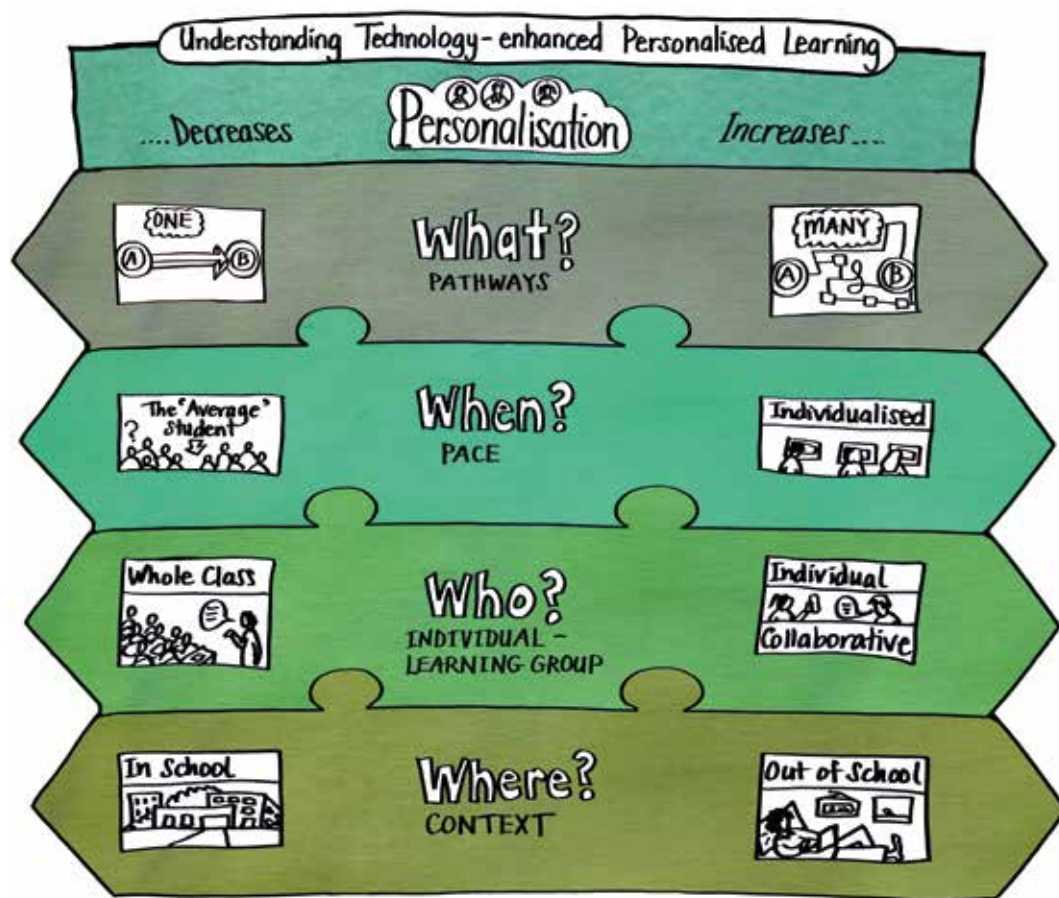 Understanding Technology-enhanced Personalised Learning
....Decreases
Personalisation
Increases....
ONE
A
B
What?
PATHWAYS
MANY
A
B
The "Average"
Student
?
When?
PACE
Individualised
Whole Class
Who?
INDIVIDUAL -
LEARNING GROUP
Individual
Collaborative
In School
Where?
CONTEXT
Out of School